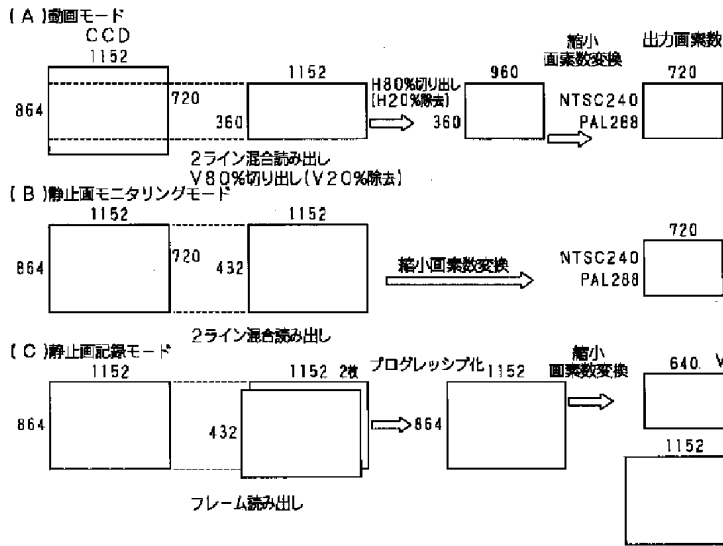 (A)動画モード
CCD
1152
864
720
1152
360
2ライン混合読み出し
V80%切り出し(V20%除去)
H80%切り出し
(H20%除去)
960
360
縮小
画素数変換
出力画素数
720
NTSC240
PAL288
(B)静止画モニタリングモード
1152
864
720
1152
432
2ライン混合読み出し
縮小画素数変換
720
NTSC240
PAL288
(C)静止画記録モード
1152
864
1152 2枚
432
フレーム読み出し
プログレッシブ化
1152
864
縮小
画素数変換
640. V
1152